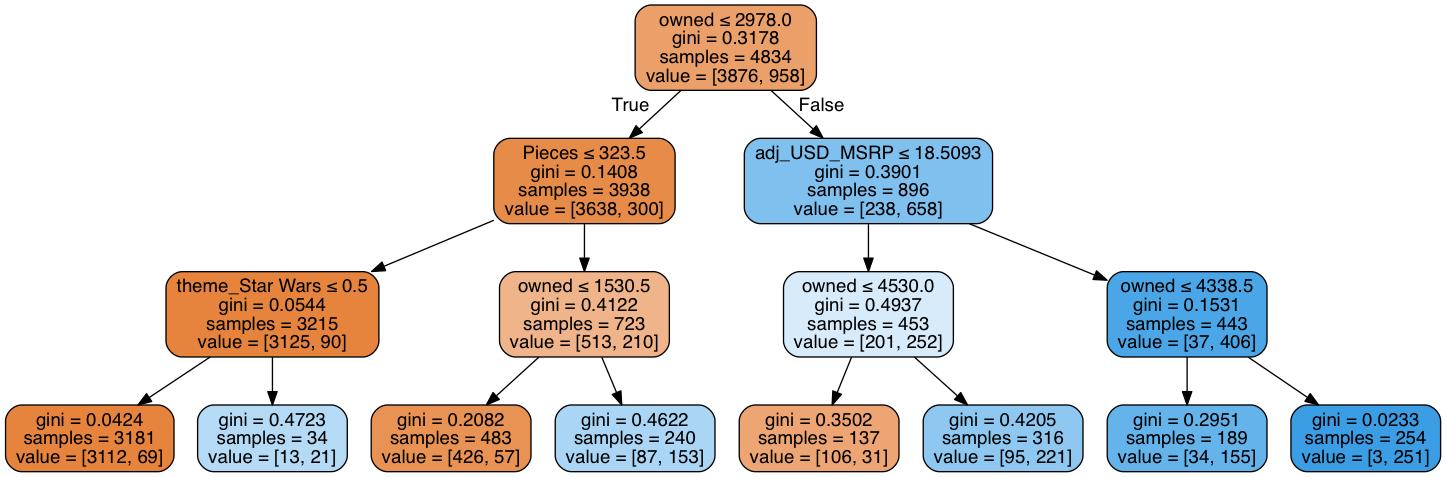 owned ≤ 2978.0
gini = 0.3178
samples = 4834
value = [3876, 958]
True
False
Pieces ≤ 323.5
gini = 0.1408
samples = 3938
value = [3638, 300]
adj_USD_MSRP ≤ 18.5093
gini = 0.3901
samples = 896
value = [238, 658]
theme_Star Wars ≤ 0.5
gini = 0.0544
samples = 3215
value = [3125, 90]
owned ≤ 1530.5
gini = 0.4122
samples = 723
value = [513, 210]
owned ≤ 4530.0
gini = 0.4937
samples = 453
value = [201, 252]
owned ≤ 4338.5
gini = 0.1531
samples = 443
value = [37, 406]
gini = 0.0424
samples = 3181
value = [3112, 69]
gini = 0.4723
samples = 34
value = [13, 21]
gini = 0.2082
samples = 483
value = [426, 57]
gini = 0.4622
samples = 240
value = [87, 153]
gini = 0.3502
samples = 137
value = [106, 31]
gini = 0.4205
samples = 316
value = [95, 221]
gini = 0.2951
samples = 189
value = [34, 155]
gini = 0.0233
samples = 254
value = [3, 251]